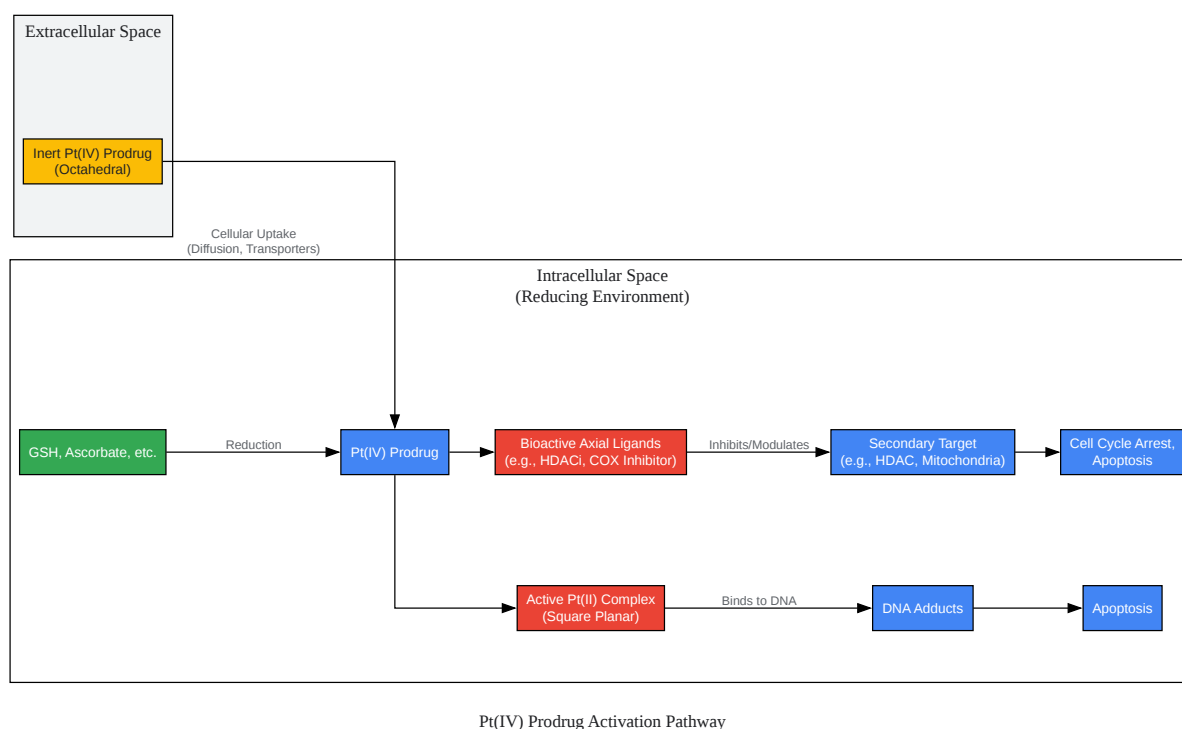 Extracellular Space
Inert Pt(IV) Prodrug
(Octahedral)
Cellular Uptake
(Diffusion, Transporters)
Intracellular Space
(Reducing Environment)
GSH, Ascorbate, etc.
Reduction
Pt(IV) Prodrug
Bioactive Axial Ligands
(e.g., HDACi, COX Inhibitor)
Inhibits/Modulates
Secondary Target
(e.g., HDAC, Mitochondria)
Cell Cycle Arrest,
Apoptosis
Active Pt(II) Complex
(Square Planar)
Binds to DNA
DNA Adducts
Apoptosis
Pt(IV) Prodrug Activation Pathway